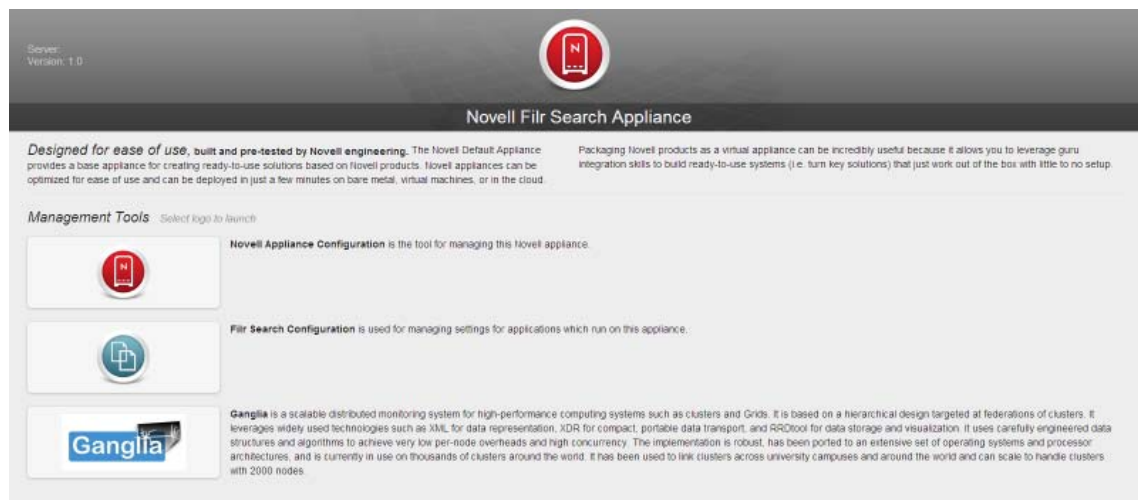 Server:
Version: 1.0
N
Novell Filr Search Appliance
Designed for ease of use, built and pre-tested by Novell engineering. The Novell Default Appliance
provides a base appliance for creating ready-to-use solutions based on Novell products. Novell appliances can be
optimized for ease of use and can be deployed in just a few minutes on bare metal, virtual machines, or in the cloud.
Packaging Novell products as a virtual appliance can be incredibly useful because it allows you to leverage guru
integration skills to build ready-to-use systems (i.e. turn key solutions) that just work out of the box with little to no setup.
Management Tools Select logo to launch
N
Novell Appliance Configuration is the tool for managing this Novell appliance.
Filr Search Configuration is used for managing settings for applications which run on this appliance.
Ganglia
Ganglia is a scalable distributed monitoring system for high-performance computing systems such as clusters and Grids. It is based on a hierarchical design targeted at federations of clusters. It
leverages widely used technologies such as XML for data representation, XDR for compact, portable data transport, and RRDtool for data storage and visualization. It uses carefully engineered data
structures and algorithms to achieve very low per-node overheads and high concurrency. The implementation is robust, has been ported to an extensive set of operating systems and processor
architectures, and is currently in use on thousands of clusters around the world. It has been used to link clusters across university campuses and around the world and can scale to handle clusters
with 2000 nodes.